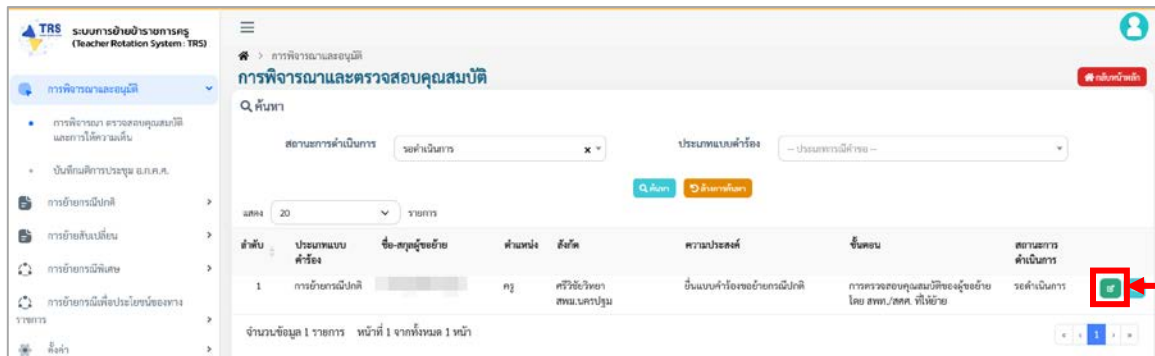 TRS ระบบการย้ายข้าราชการครู
(Teacher Rotation System : TRS)
การพิจารณาและอนุมัติ
การพิจารณา ตรวจสอบคุณสมบัติ
และการให้ความเห็น
บันทึกมติการประชุม อ.ก.ค.ศ.
การย้ายกรณีปกติ
การย้ายสับเปลี่ยน
การย้ายกรณีพิเศษ
การย้ายกรณีเพื่อประโยชน์ของทาง
ราชการ
ตั้งค่า
> การพิจารณาและอนุมัติ
การพิจารณาและตรวจสอบคุณสมบัติ
กลับหน้าหลัก
ค้นหา
สถานะการดำเนินการ รอดำเนินการ x ประเภทแบบคำร้อง -- ประเภทกรณีคำขอ --
ค้นหา ล้างการค้นหา
แสดง 20 รายการ
ลำดับ ประเภทแบบ ชื่อ-สกุลผู้ขอย้าย ตำแหน่ง สังกัด ความประสงค์ ขั้นตอน สถานะการ
คำร้อง ดำเนินการ
1 การย้ายกรณีปกติ ครู ศรีวิชัยวิทยา ยื่นแบบคำร้องขอย้ายกรณีปกติ การตรวจสอบคุณสมบัติของผู้ขอย้าย รอดำเนินการ
สพม.นครปฐม โดย สพท./สศศ. ที่ให้ย้าย
จำนวนข้อมูล 1 รายการ หน้าที่ 1 จากทั้งหมด 1 หน้า
« ‹ 1 › »